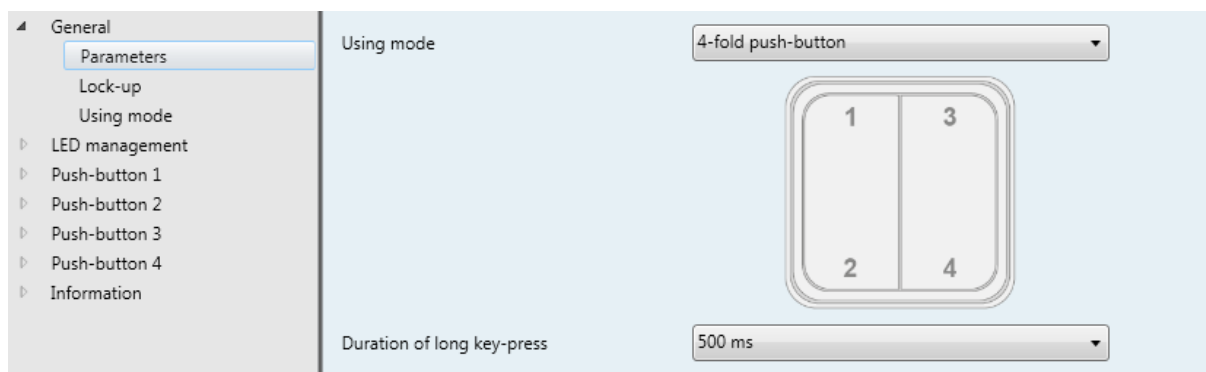 General
Parameters
Lock-up
Using mode
LED management
Push-button 1
Push-button 2
Push-button 3
Push-button 4
Information
Using mode
4-fold push-button
1 3
2 4
Duration of long key-press
500 ms